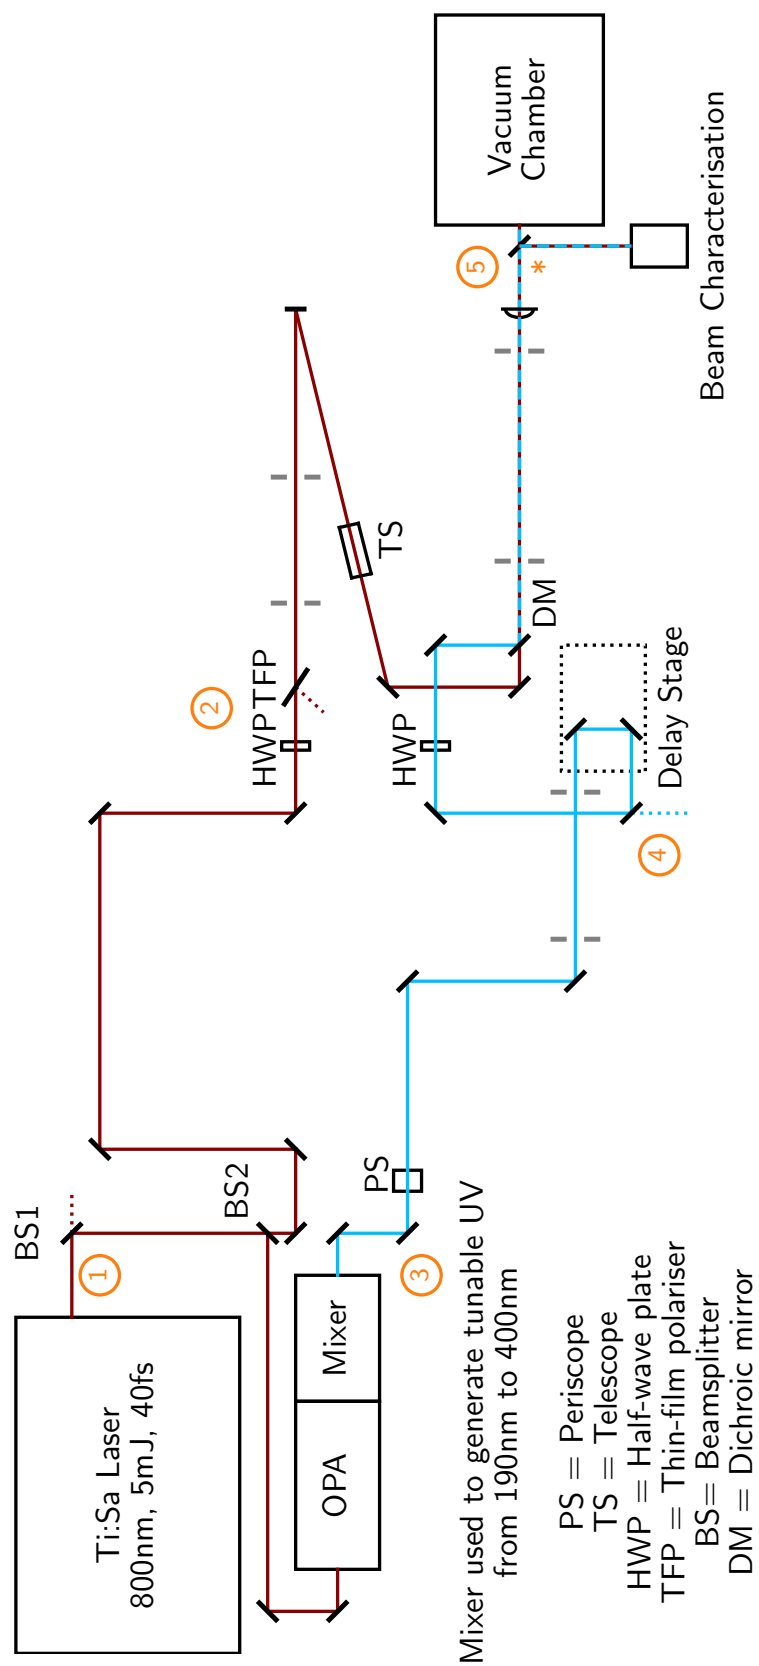 Ti:Sa Laser
800nm, 5mJ, 40fs
BS1
1
BS2
OPA
Mixer
3
PS
Mixer used to generate tunable UV
from 190nm to 400nm
2
HWP
TFP
TS
HWP
DM
4
Delay Stage
5
*
Vacuum
Chamber
Beam Characterisation
PS = Periscope
TS = Telescope
HWP = Half-wave plate
TFP = Thin-film polariser
BS= Beamsplitter
DM = Dichroic mirror